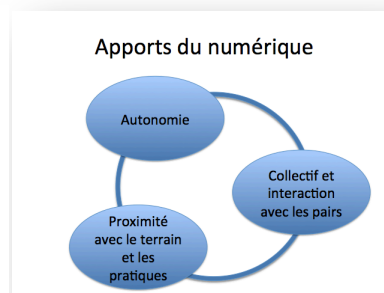 Apports du numérique
Autonomie
Collectif et
interaction
avec les pairs
Proximité
avec le terrain
et les
pratiques